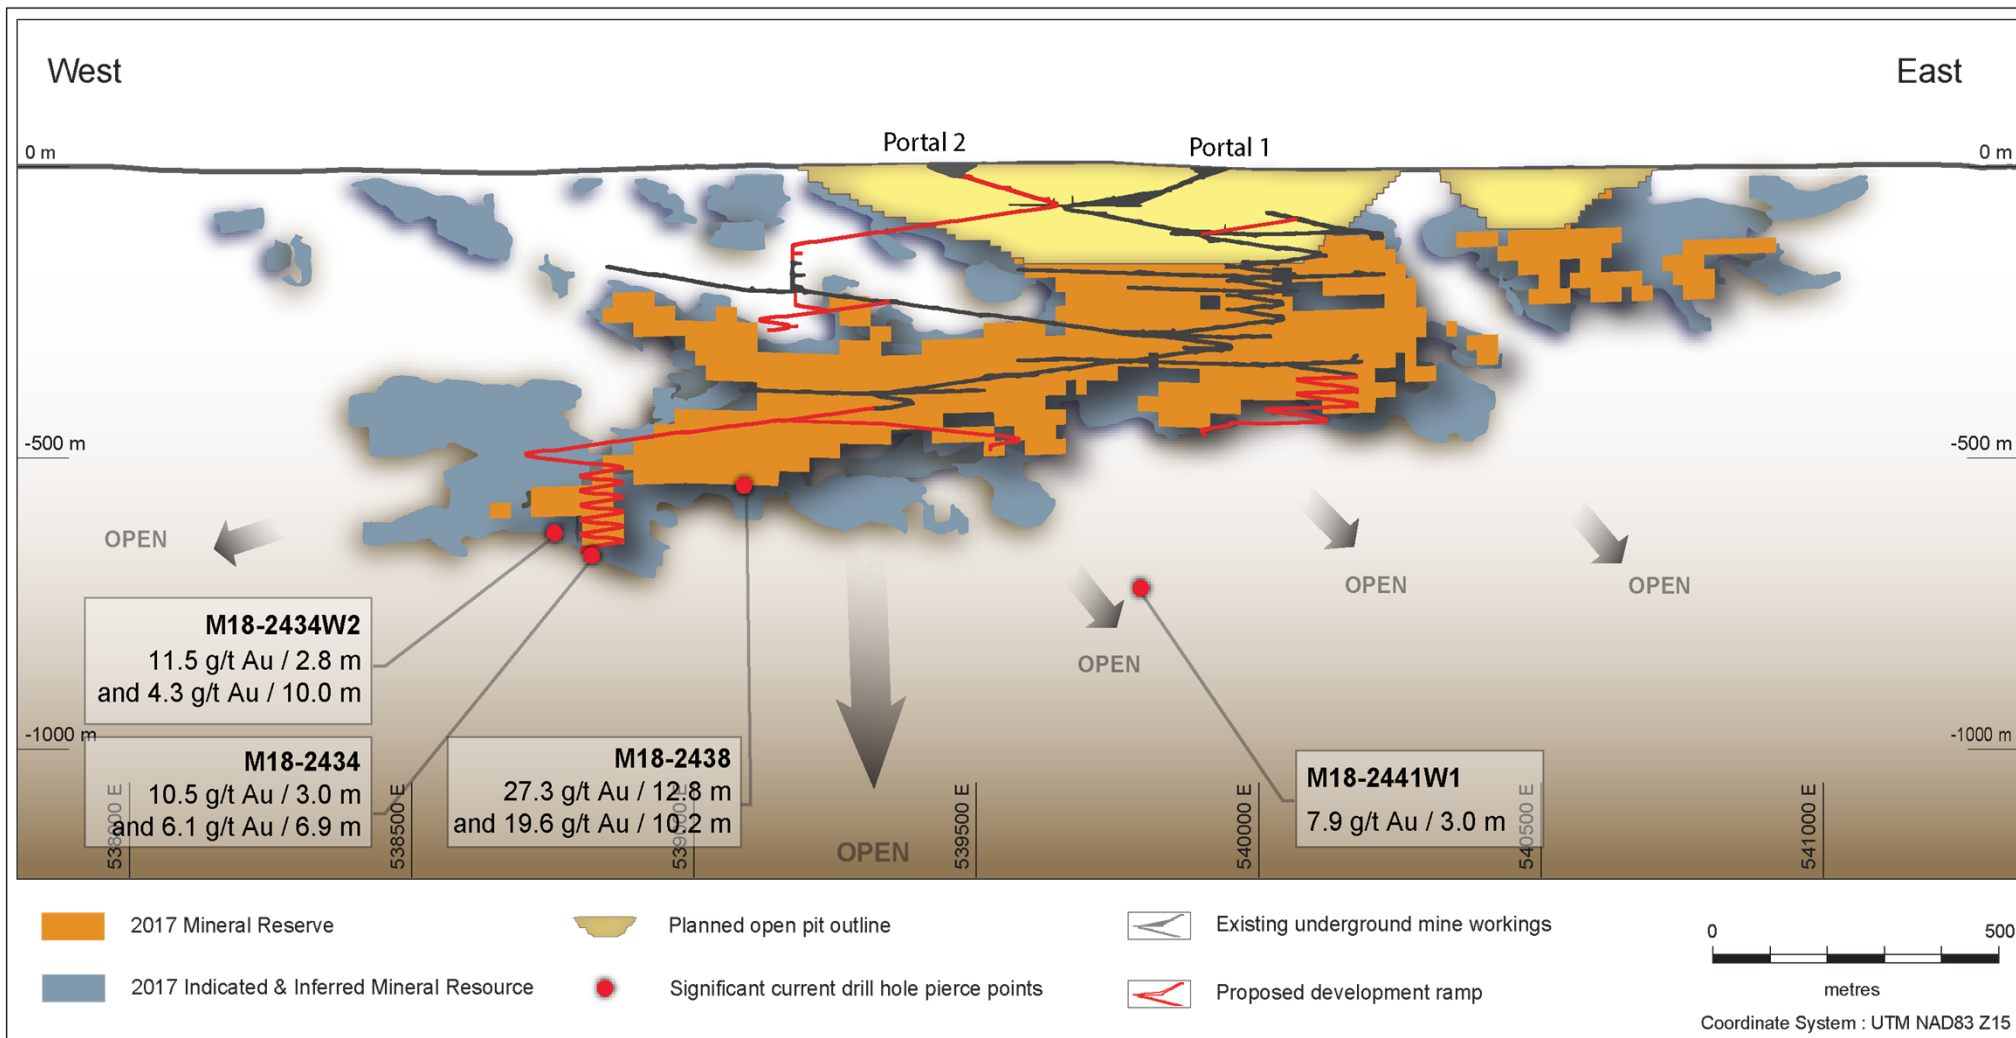 West
East
Portal 2
Portal 1
0 m
0 m
-500 m
-500 m
OPEN
OPEN
OPEN
OPEN
M18-2434W2
11.5 g/t Au / 2.8 m
and 4.3 g/t Au / 10.0 m
-1000 m
-1000 m
M18-2434
10.5 g/t Au / 3.0 m
and 6.1 g/t Au / 6.9 m
M18-2438
27.3 g/t Au / 12.8 m
and 19.6 g/t Au / 10.2 m
M18-2441W1
7.9 g/t Au / 3.0 m
OPEN
538000 E
538500 E
539000 E
539500 E
540000 E
540500 E
541000 E
2017 Mineral Reserve
Planned open pit outline
Existing underground mine workings
2017 Indicated & Inferred Mineral Resource
Significant current drill hole pierce points
Proposed development ramp
0
500
metres
Coordinate System : UTM NAD83 Z15